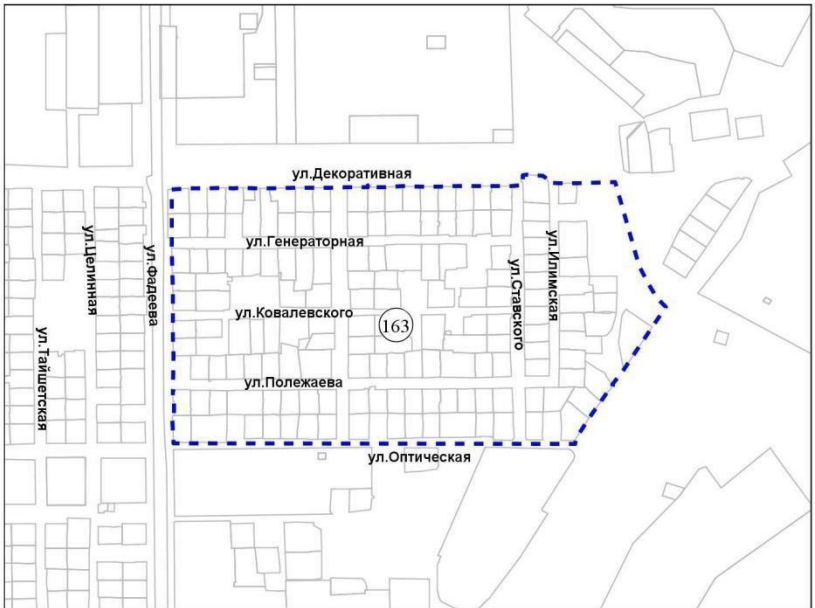 ул.Декоративная
ул.Генераторная
ул.Целинная
ул.Фадеева
ул.Ставского
ул.Илимская
ул.Ковалевского
163
ул.Тайшетская
ул.Полежаева
ул.Оптическая